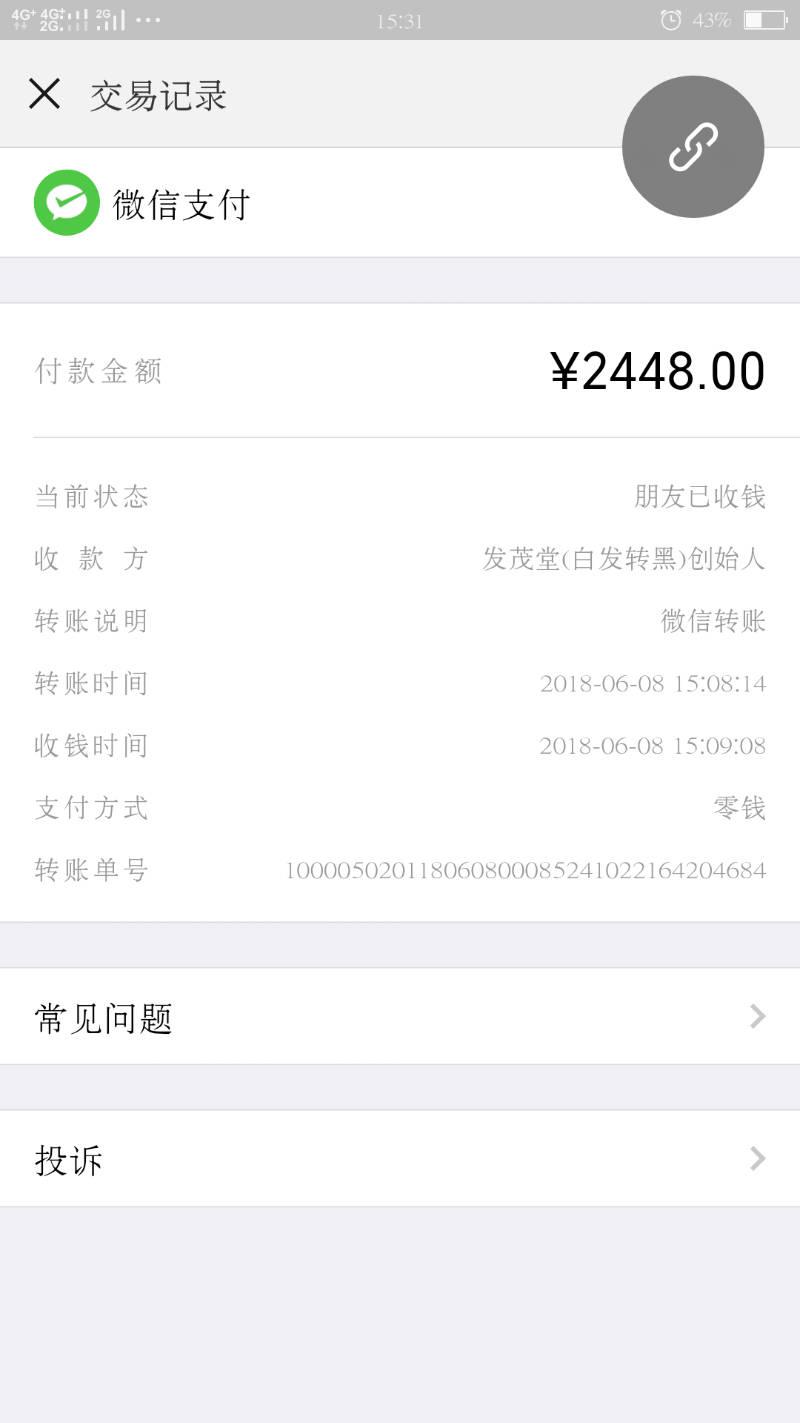 4G+ 4G+ 2G 2G 15:31 43%
交易记录
微信支付
付款金额 ¥2448.00
当前状态 朋友已收钱
收款方 发茂堂(白发转黑)创始人
转账说明 微信转账
转账时间 2018-06-08 15:08:14
收钱时间 2018-06-08 15:09:08
支付方式 零钱
转账单号 100005020118060800085241022164204684
常见问题
投诉